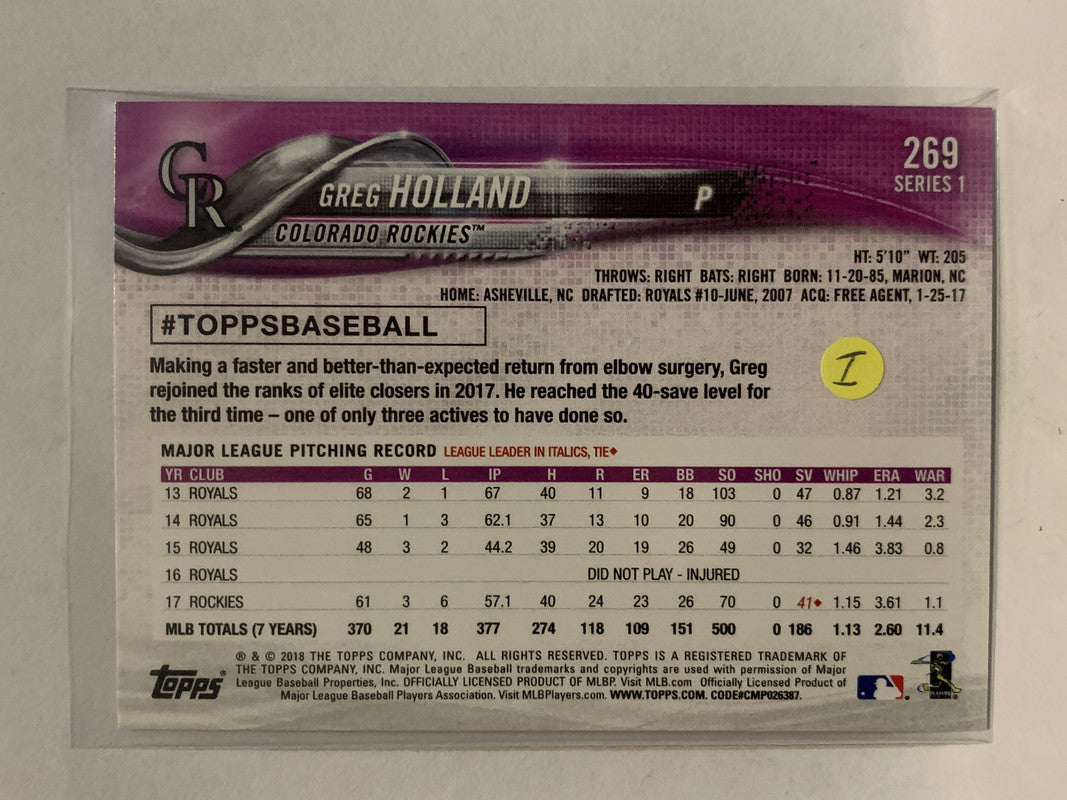 CR
269
SERIES 1
GREG HOLLAND P
COLORADO ROCKIES™
HT: 5'10" WT: 205
THROWS: RIGHT BATS: RIGHT BORN: 11-20-85, MARION, NC
HOME: ASHEVILLE, NC DRAFTED: ROYALS #10-JUNE, 2007 ACQ: FREE AGENT, 1-25-17
#TOPPSBASEBALL
I
Making a faster and better-than-expected return from elbow surgery, Greg
rejoined the ranks of elite closers in 2017. He reached the 40-save level for
the third time – one of only three actives to have done so.
MAJOR LEAGUE PITCHING RECORD LEAGUE LEADER IN ITALICS, TIE♦
YR CLUB G W L IP H R ER BB SO SHO SV WHIP ERA WAR
13 ROYALS 68 2 1 67 40 11 9 18 103 0 47 0.87 1.21 3.2
14 ROYALS 65 1 3 62.1 37 13 10 20 90 0 46 0.91 1.44 2.3
15 ROYALS 48 3 2 44.2 39 20 19 26 49 0 32 1.46 3.83 0.8
16 ROYALS DID NOT PLAY - INJURED
17 ROCKIES 61 3 6 57.1 40 24 23 26 70 0 41♦ 1.15 3.61 1.1
MLB TOTALS (7 YEARS) 370 21 18 377 274 118 109 151 500 0 186 1.13 2.60 11.4
Topps®
® & © 2018 THE TOPPS COMPANY, INC. ALL RIGHTS RESERVED. TOPPS IS A REGISTERED TRADEMARK OF
THE TOPPS COMPANY, INC. Major League Baseball trademarks and copyrights are used with permission of Major
League Baseball Properties, Inc. OFFICIALLY LICENSED PRODUCT OF MLBP. Visit MLB.com Officially Licensed Product of
Major League Baseball Players Association. Visit MLBPlayers.com. WWW.TOPPS.COM. CODE#CMP026387.